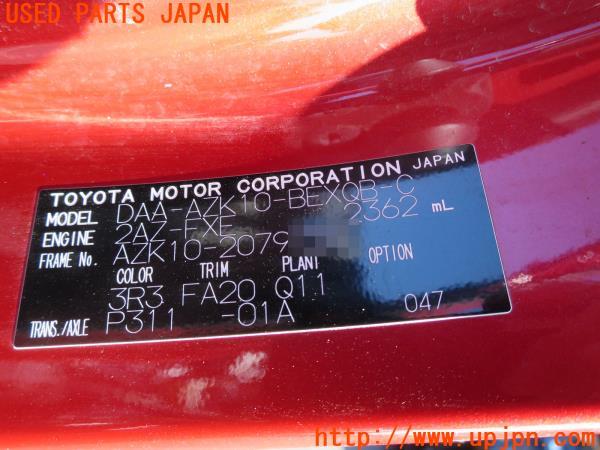 USED PARTS JAPAN
TOYOTA MOTOR CORPORATION JAPAN
MODEL DAA-AZK10-BEXQB-C
ENGINE 2AZ-FXE 2362 mL
FRAME No. AZK10-2079
COLOR TRIM PLANT OPTION
3R3 FA20 Q11
TRANS./AXLE P311 -01A 047
http://www.upjpn.com